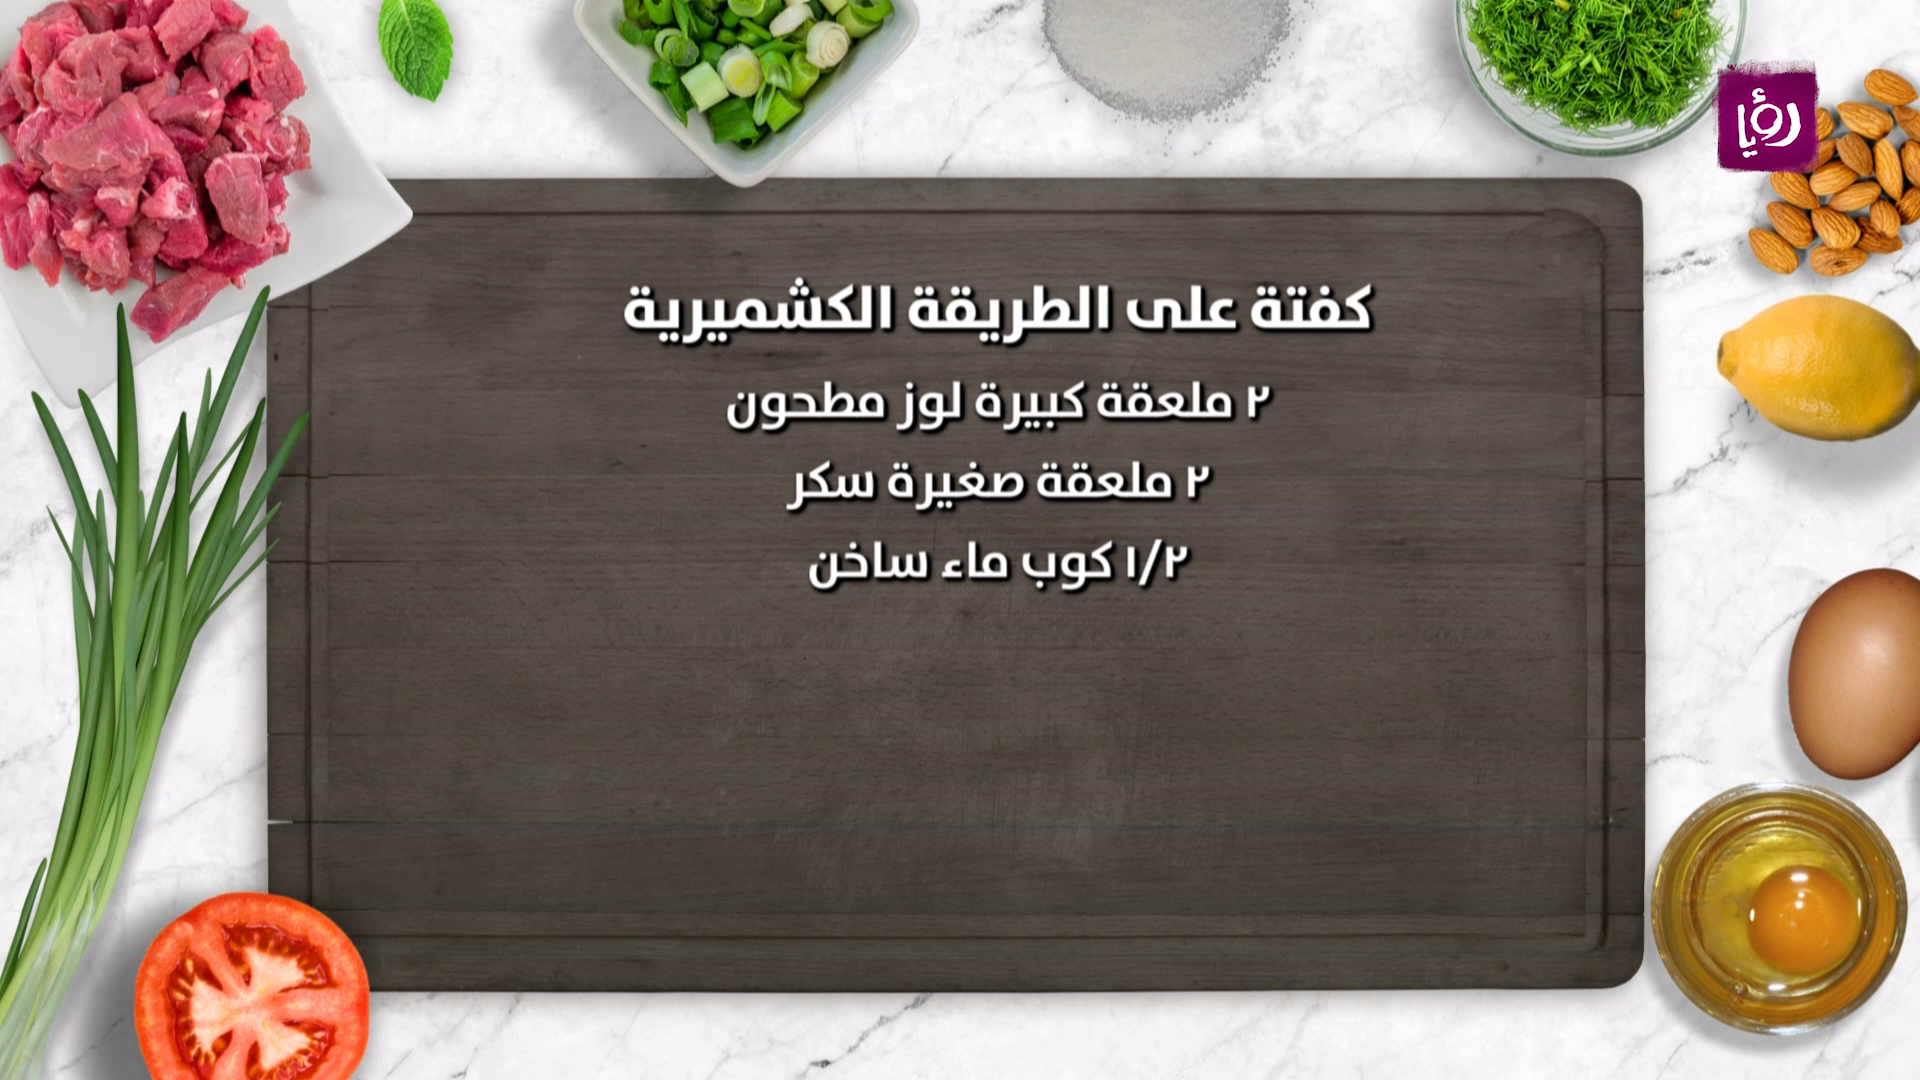 رؤيا
كفتة على الطريقة الكشميرية
٢ ملعقة كبيرة لوز مطحون
٢ ملعقة صغيرة سكر
١/٢ كوب ماء ساخن